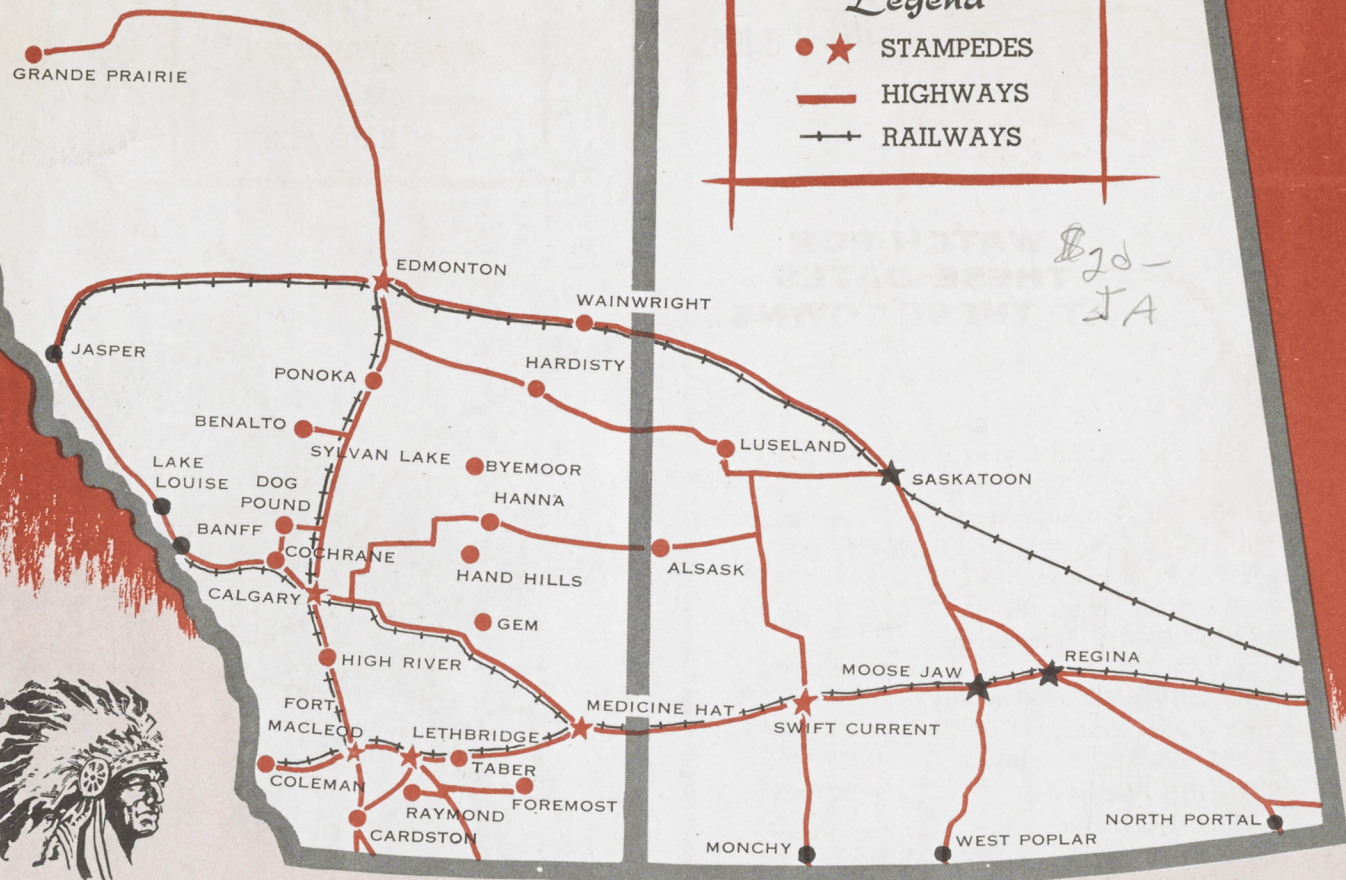 Legend
STAMPEDES
HIGHWAYS
RAILWAYS
GRANDE PRAIRIE
$20-
JA
EDMONTON
WAINWRIGHT
JASPER
HARDISTY
PONOKA
BENALTO
SYLVAN LAKE
BYEMOOR
LUSELAND
SASKATOON
LAKE
LOUISE
DOG
POUND
HANNA
BANFF
COCHRANE
HAND HILLS
ALSASK
CALGARY
GEM
HIGH RIVER
MOOSE JAW
REGINA
FORT
MACLEOD
LETHBRIDGE
MEDICINE HAT
SWIFT CURRENT
COLEMAN
TABER
RAYMOND
FOREMOST
CARDSTON
MONCHY
WEST POPLAR
NORTH PORTAL